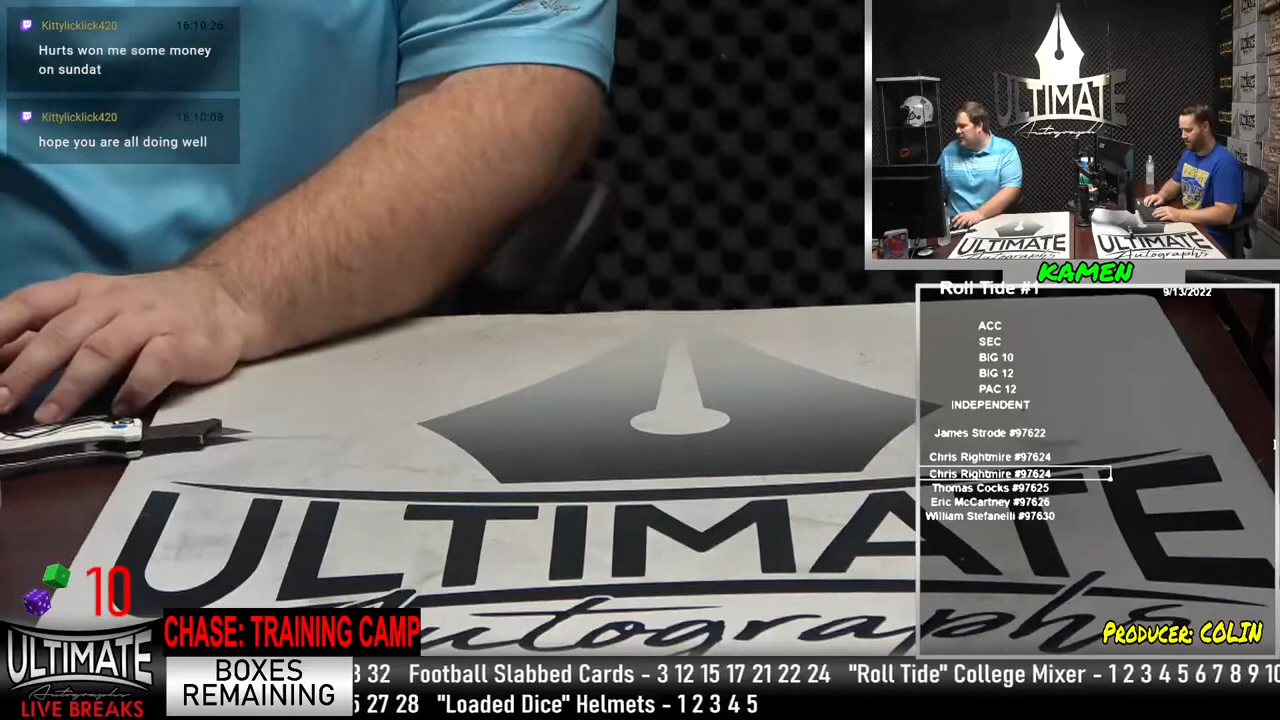 Kittylicklick420 16:10:26
Hurts won me some money
on sundat
Kittylicklick420 16:10:08
hope you are all doing well
ULTIMATE
Autograph
ULTIMATE
Autographs
ULTIMATE
Autographs
KAMEN
Roll Tide #1 9/13/2022
ACC
SEC
BIG 10
BIG 12
PAC 12
INDEPENDENT
James Strode #97622
Chris Rightmire #97624
Chris Rightmire #97624
Thomas Cocks #97625
Eric McCartney #97626
William Stefanelli #97630
ULTIMATE
Autograph
Producer: COLIN
10
CHASE: TRAINING CAMP
ULTIMATE
Autographs
LIVE BREAKS
BOXES
REMAINING
32 Football Slabbed Cards - 3 12 15 17 21 22 24 "Roll Tide" College Mixer - 1 2 3 4 5 6 7 8 9 10
27 28 "Loaded Dice" Helmets - 1 2 3 4 5